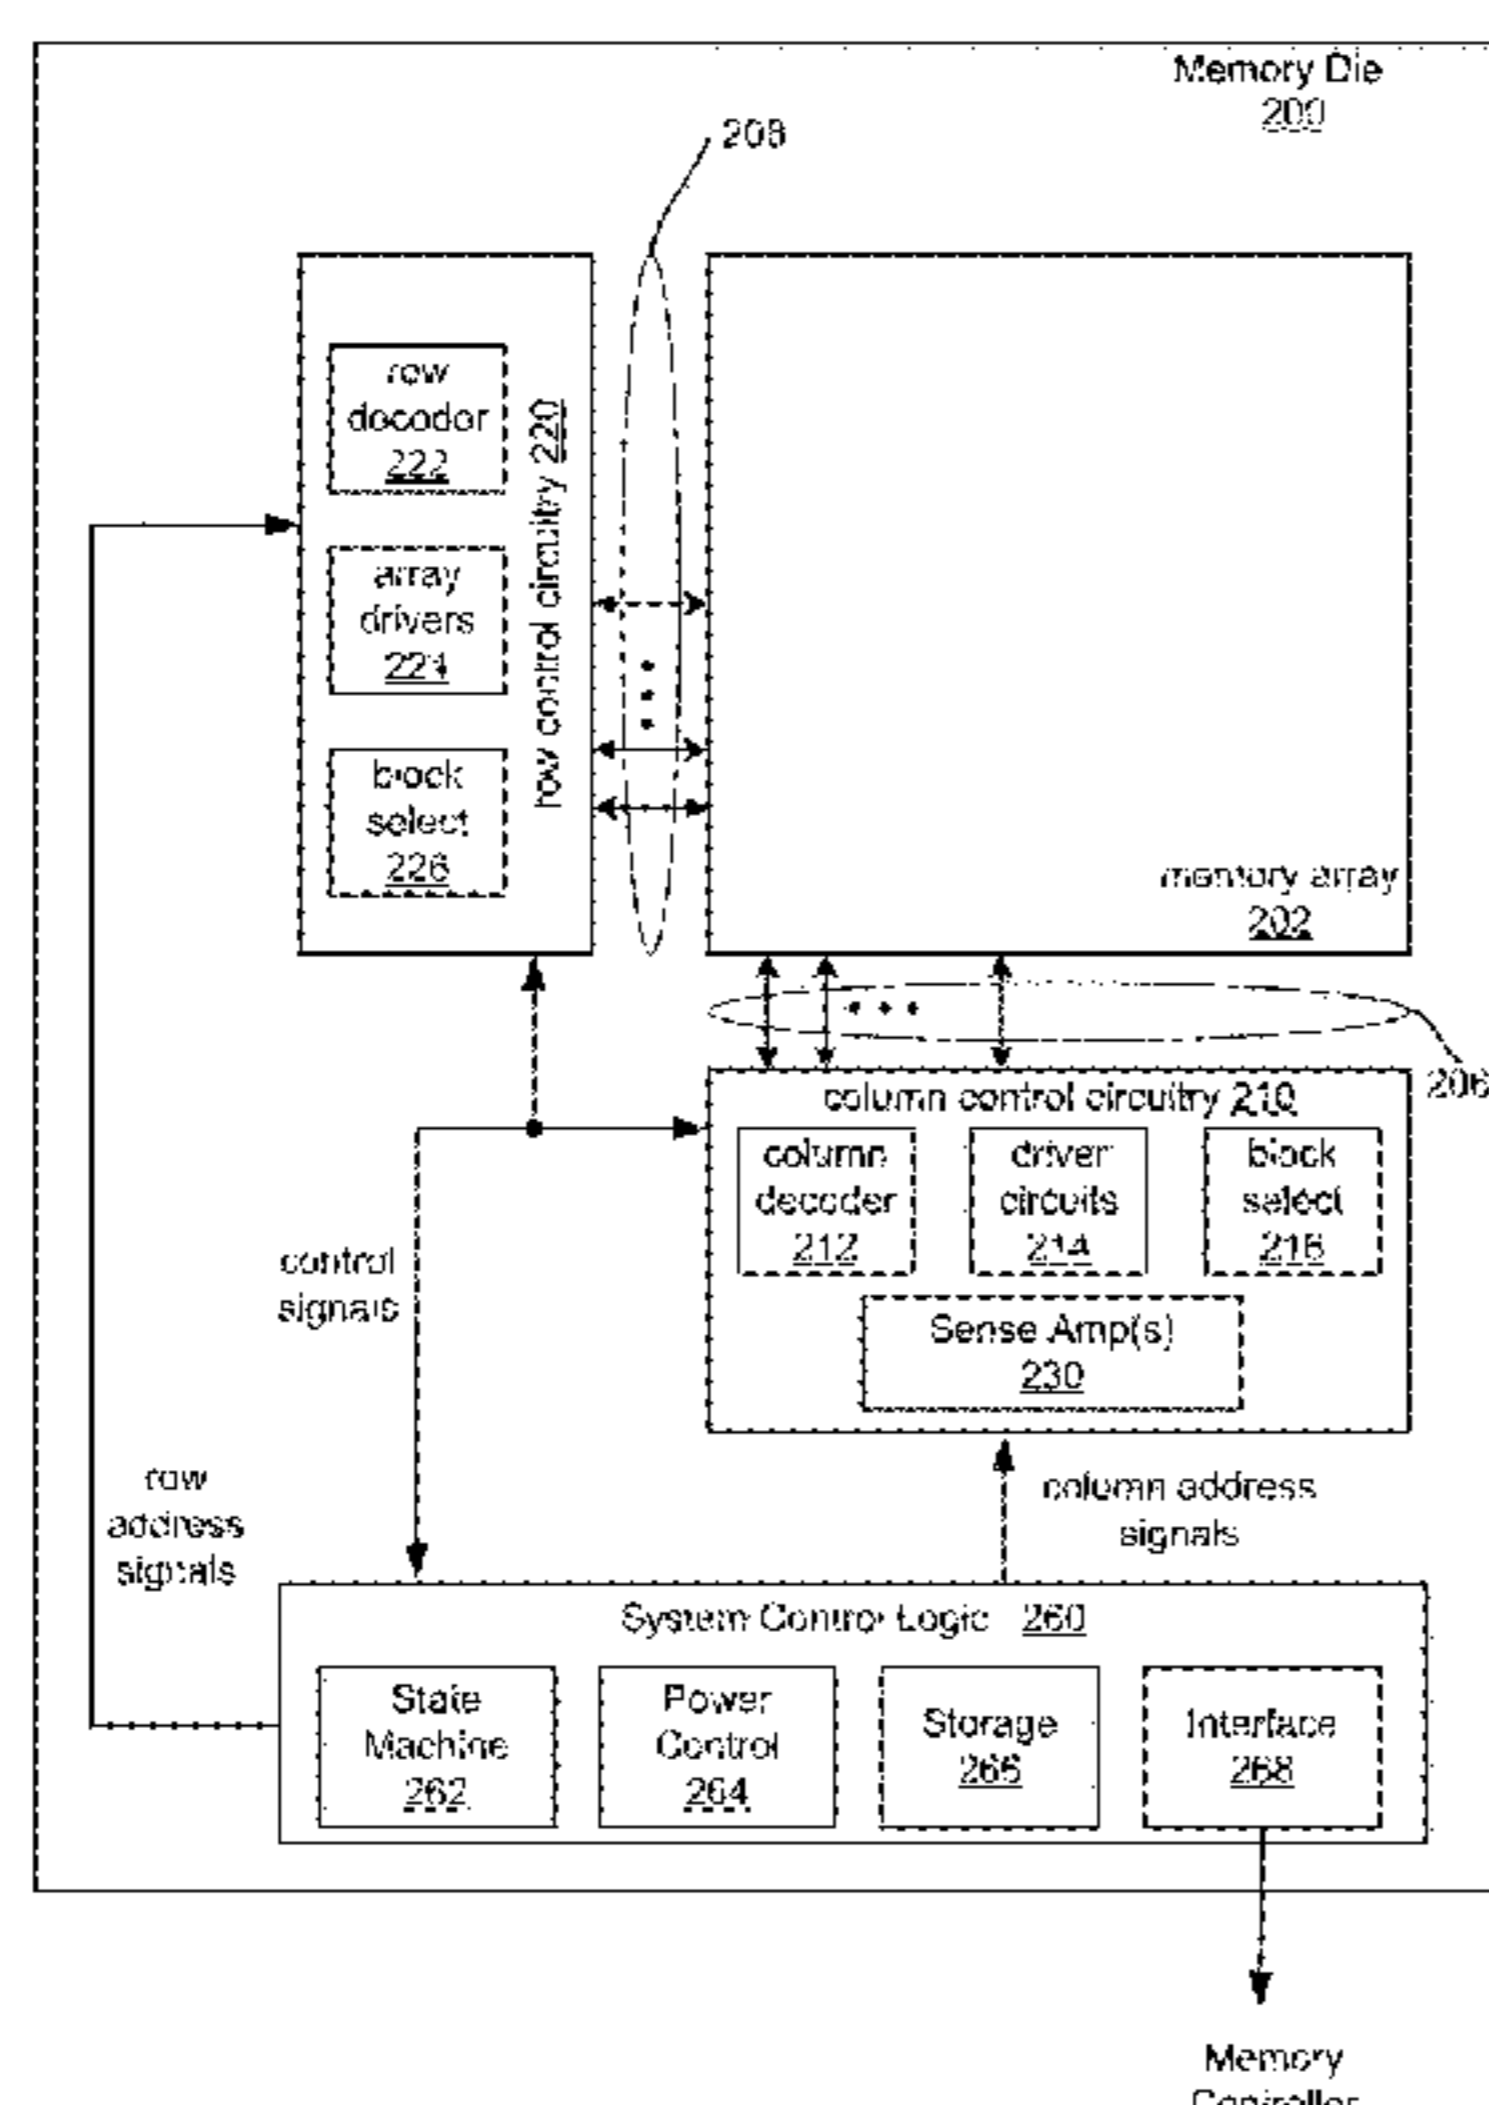 Memory Die
200
208
row
decoder
222
array
drivers
224
block
select
226
row control circuitry 220
memory array
202
206
column control circuitry 210
column
decoder
212
driver
circuits
214
block
select
216
Sense Amp(s)
230
control
signals
row
address
signals
column address
signals
System Control Logic 260
State
Machine
262
Power
Control
264
Storage
266
Interface
268
Memory
Controller